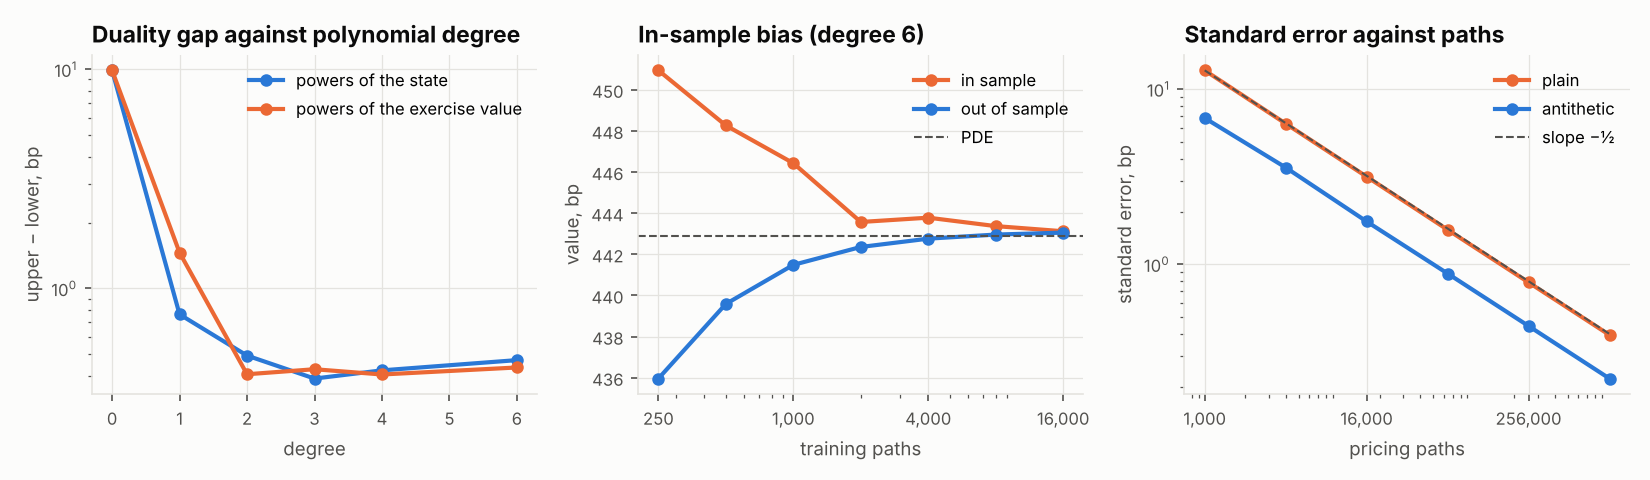 Duality gap against polynomial degree
upper − lower, bp
10¹
10⁰
powers of the state
powers of the exercise value
0 1 2 3 4 5 6
degree
In-sample bias (degree 6)
value, bp
450
448
446
444
442
440
438
436
in sample
out of sample
PDE
250 1,000 4,000 16,000
training paths
Standard error against paths
standard error, bp
10¹
10⁰
plain
antithetic
slope −½
1,000 16,000 256,000
pricing paths